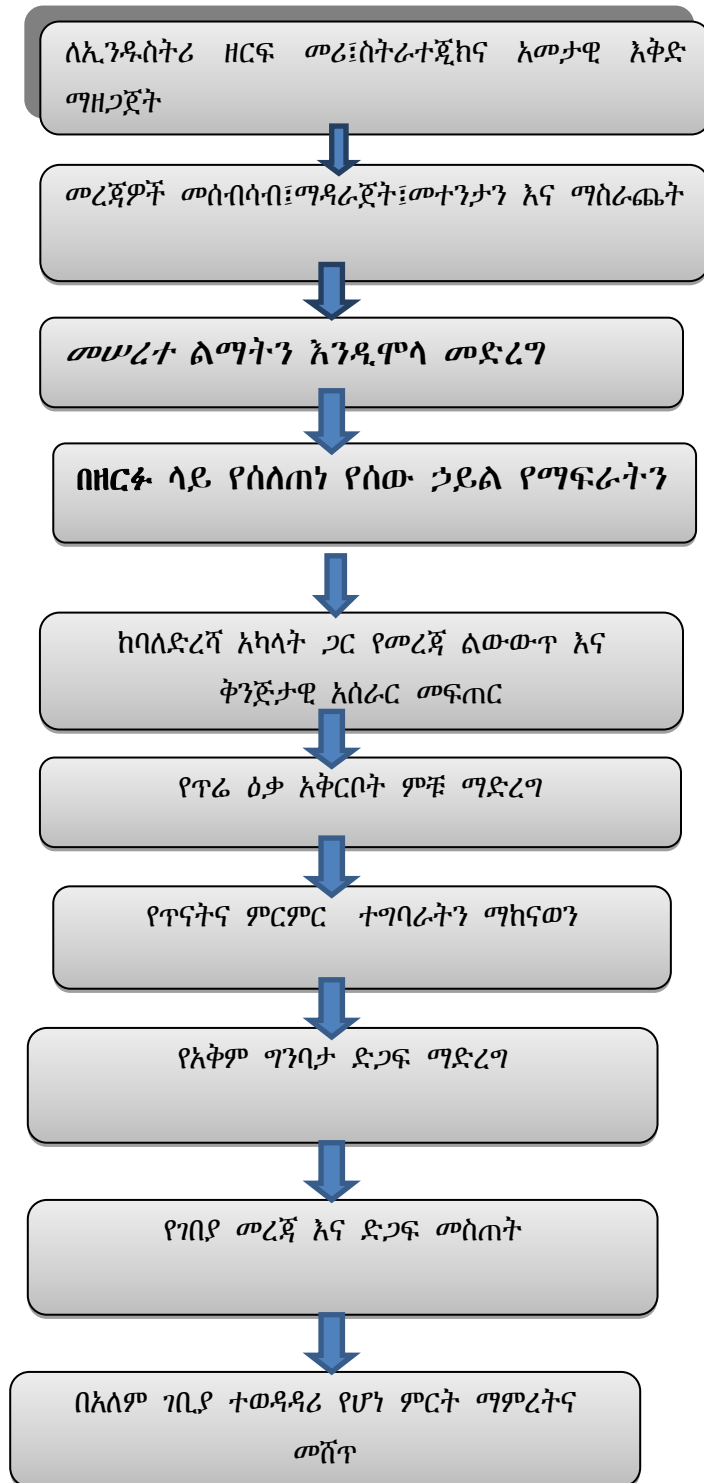 ለኢንዱስትሪ ዘርፍ መሪ፤ስትራተጂክና አመታዊ እቅድ
ማዘጋጀት
መረጃዎች መሰብሳብ፤ማዳራጀት፤መተንታን እና ማስራጨት
መሠረተ ልማትን እንዲሞላ መድረግ
በዘርፉ ላይ የስለጠነ የሰው ኃይል የማፍራትን
ከባለድረሻ አካላት ጋር የመረጃ ልውውጥ እና
ቅንጅታዊ አሰራር መፍጠር
የጥሬ ዕቃ አቅርቦት ምቹ ማድረግ
የጥናትና ምርምር ተግባራትን ማከናወን
የአቅም ግንባታ ድጋፍ ማድረግ
የገበያ መረጃ እና ድጋፍ መስጠት
በአለም ገቢያ ተወዳዳሪ የሆነ ምርት ማምረትና
መሸጥ